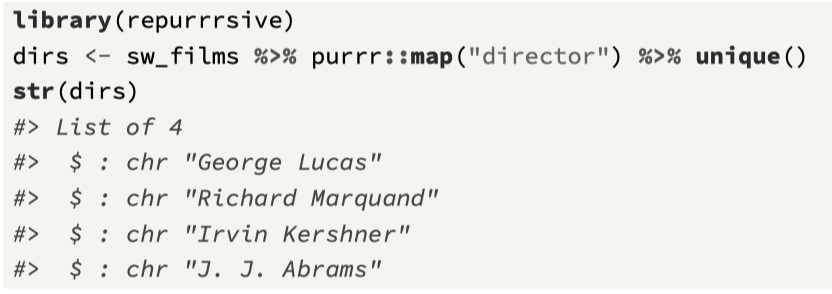 library(repurrrsive)
dirs <- sw_films %>% purrr::map("director") %>% unique()
str(dirs)
#> List of 4
#>  $ : chr "George Lucas"
#>  $ : chr "Richard Marquand"
#>  $ : chr "Irvin Kershner"
#>  $ : chr "J. J. Abrams"